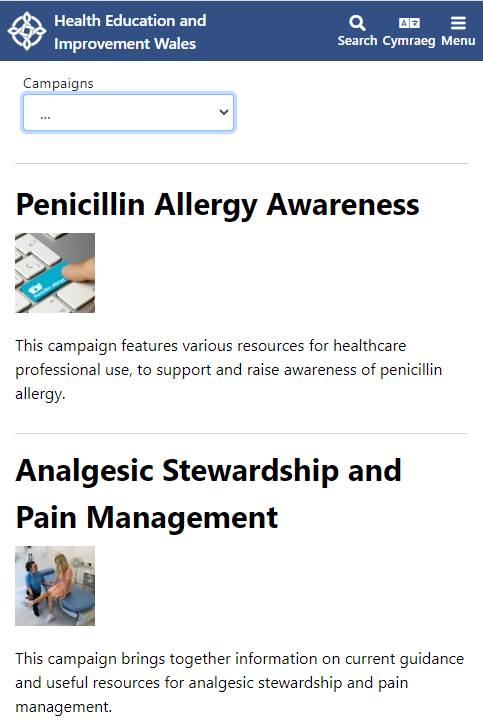 Health Education and
Improvement Wales
Search Cymraeg Menu
Campaigns
...
Penicillin Allergy Awareness
Penicillin allergy
This campaign features various resources for healthcare
professional use, to support and raise awareness of penicillin
allergy.
Analgesic Stewardship and
Pain Management
This campaign brings together information on current guidance
and useful resources for analgesic stewardship and pain
management.